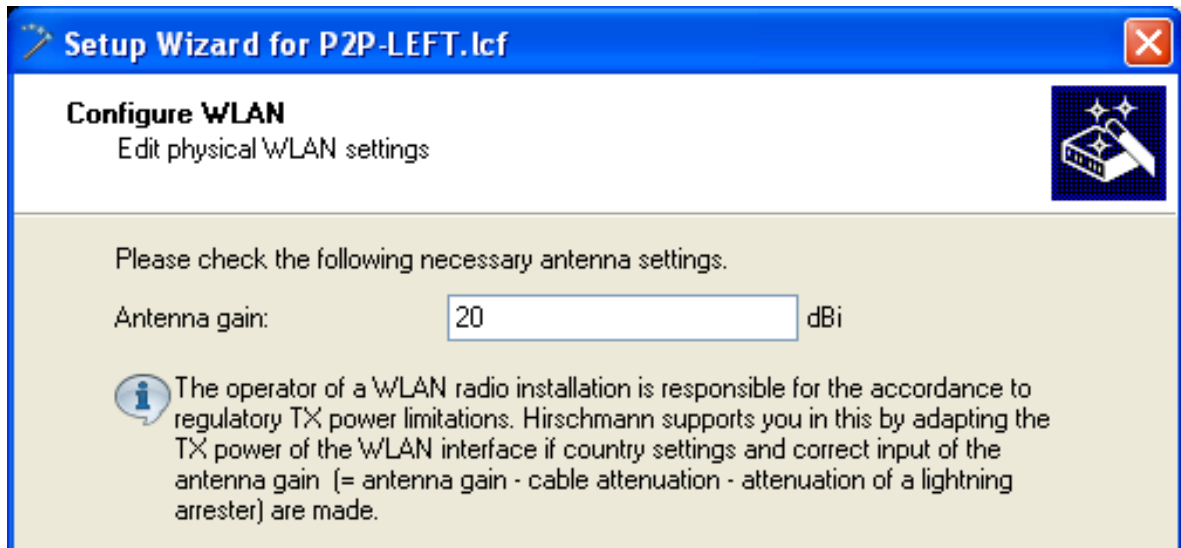 Setup Wizard for P2P-LEFT.lcf
Configure WLAN
Edit physical WLAN settings
Please check the following necessary antenna settings.
Antenna gain: 20 dBi
The operator of a WLAN radio installation is responsible for the accordance to
regulatory TX power limitations. Hirschmann supports you in this by adapting the
TX power of the WLAN interface if country settings and correct input of the
antenna gain  (= antenna gain - cable attenuation - attenuation of a lightning
arrester) are made.